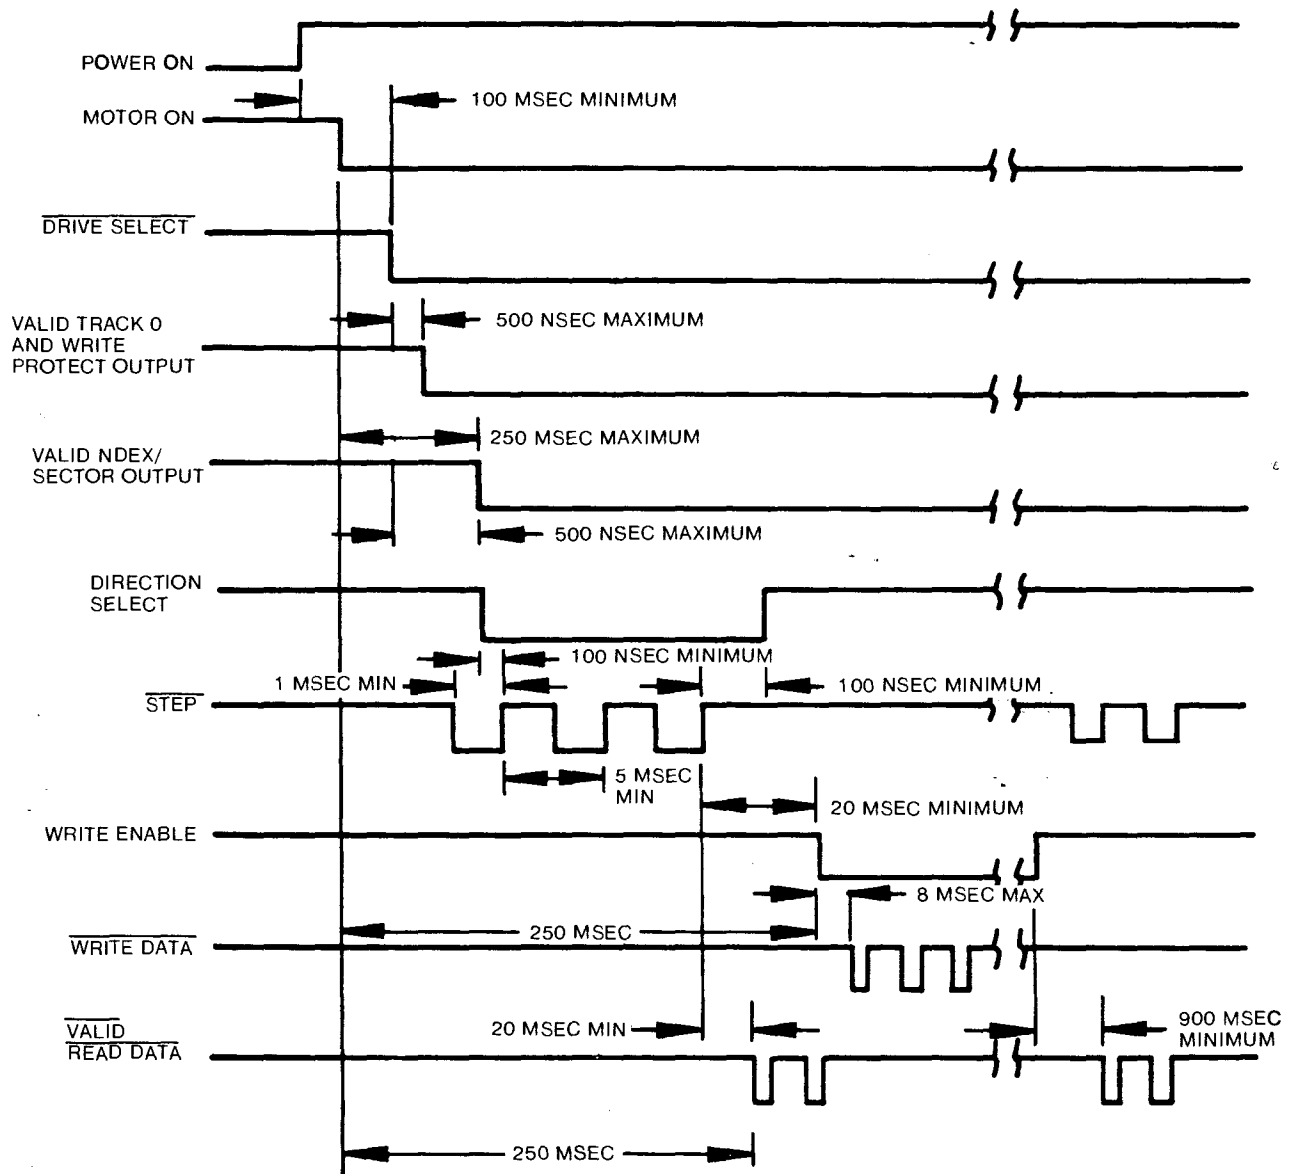 POWER ON
100 MSEC MINIMUM
MOTOR ON
DRIVE SELECT
500 NSEC MAXIMUM
VALID TRACK 0
AND WRITE
PROTECT OUTPUT
250 MSEC MAXIMUM
VALID NDEX/
SECTOR OUTPUT
500 NSEC MAXIMUM
DIRECTION
SELECT
100 NSEC MINIMUM
1 MSEC MIN
100 NSEC MINIMUM
STEP
5 MSEC
MIN
20 MSEC MINIMUM
WRITE ENABLE
8 MSEC MAX
250 MSEC
WRITE DATA
20 MSEC MIN
900 MSEC
MINIMUM
VALID
READ DATA
250 MSEC